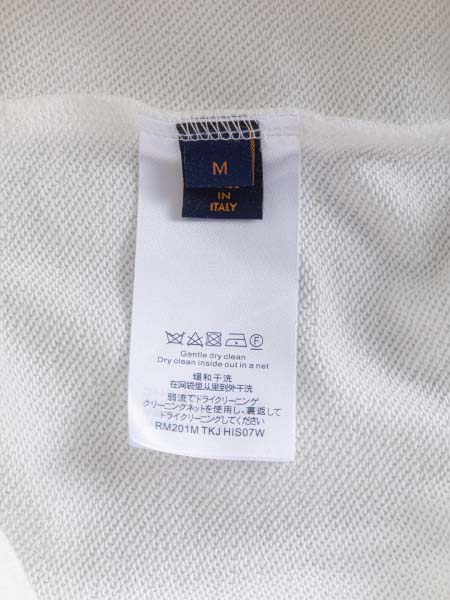 M
IN
ITALY
Gentle dry clean
Dry clean inside out in a net
缓和干洗
在网袋里从里到外干洗
弱流でドライクリーニング
クリーニングネットを使用し、裏返して
ドライクリーニングしてください
RM201M TKJ HIS07W